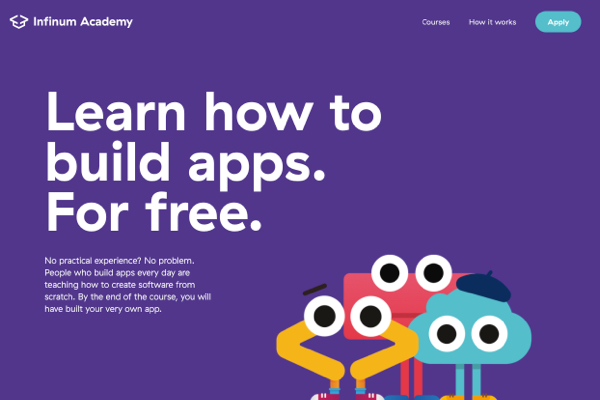 Infinum Academy
Courses
How it works
Apply
Learn how to
build apps.
For free.
No practical experience? No problem.
People who build apps every day are
teaching how to create software from
scratch. By the end of the course, you will
have built your very own app.